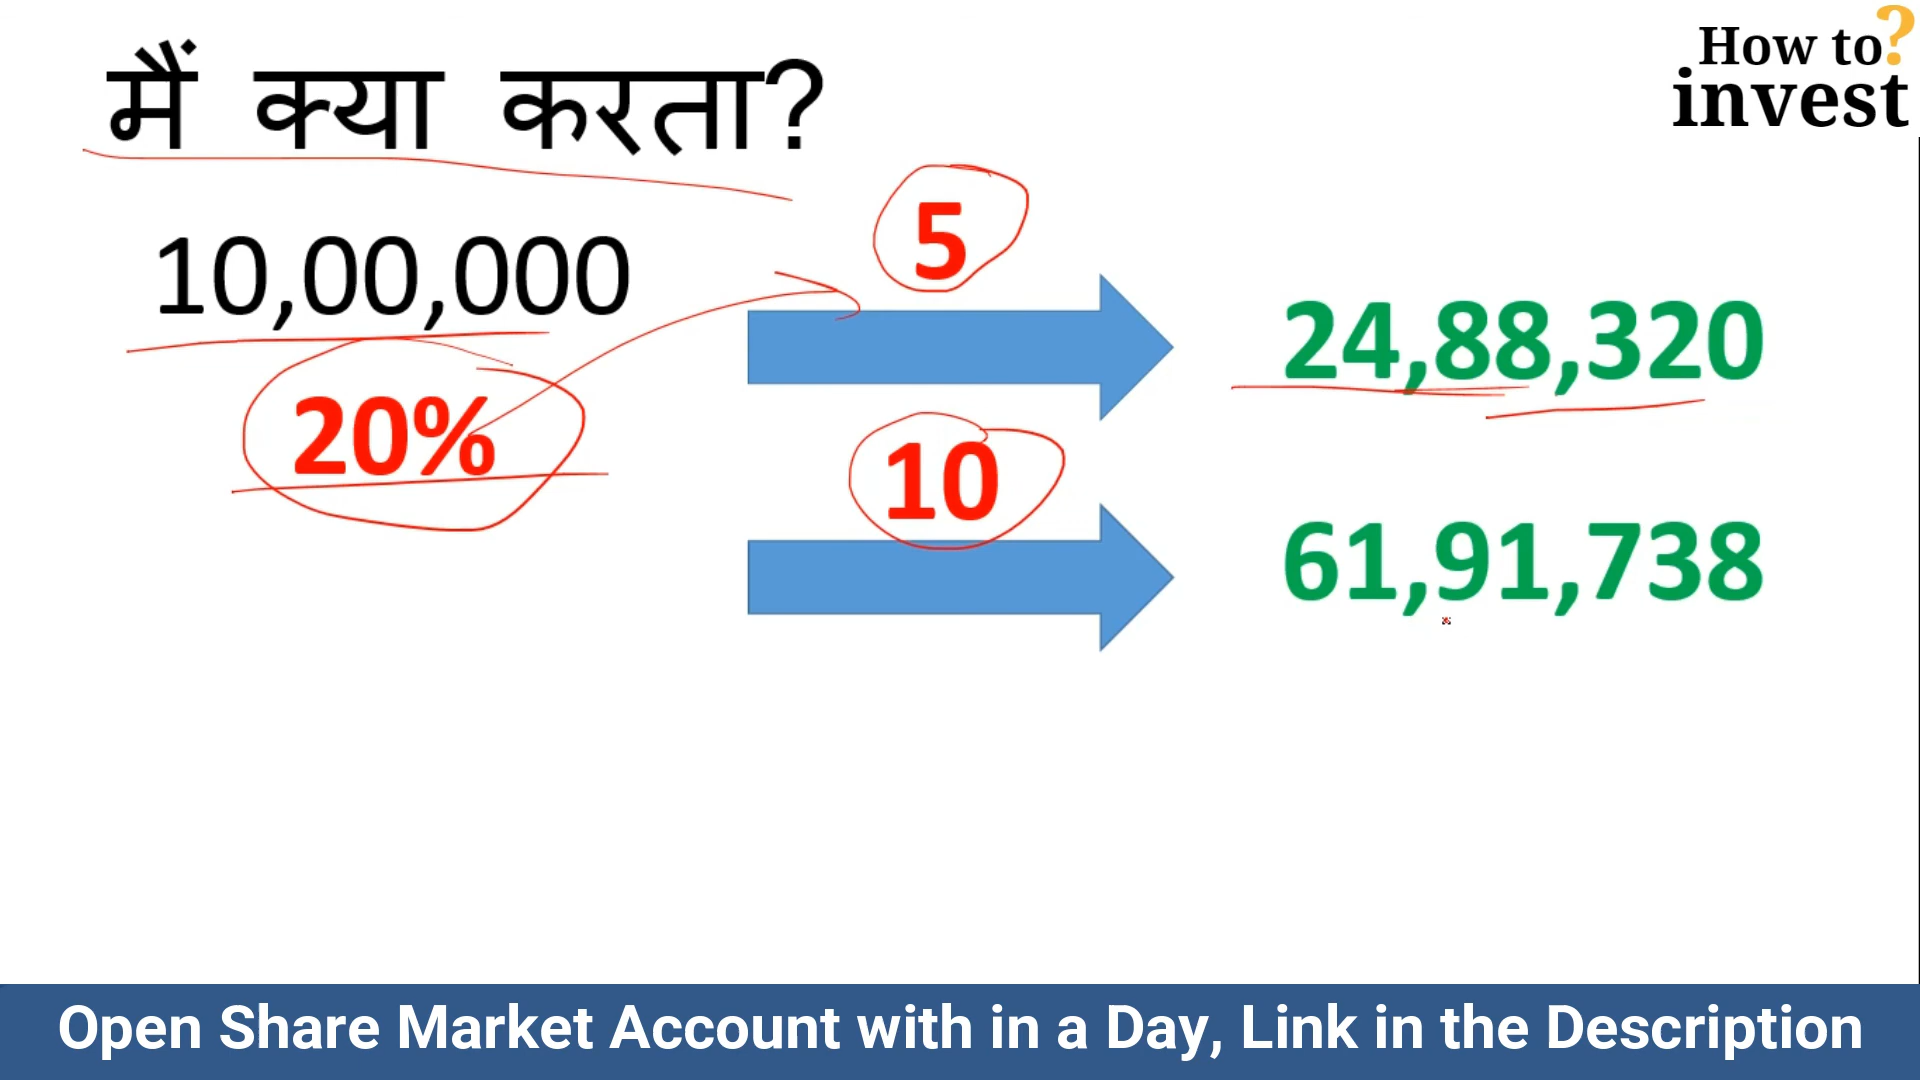 मैं क्या करता?
How to?
invest
10,00,000
5
24,88,320
20%
10
61,91,738
Open Share Market Account with in a Day, Link in the Description